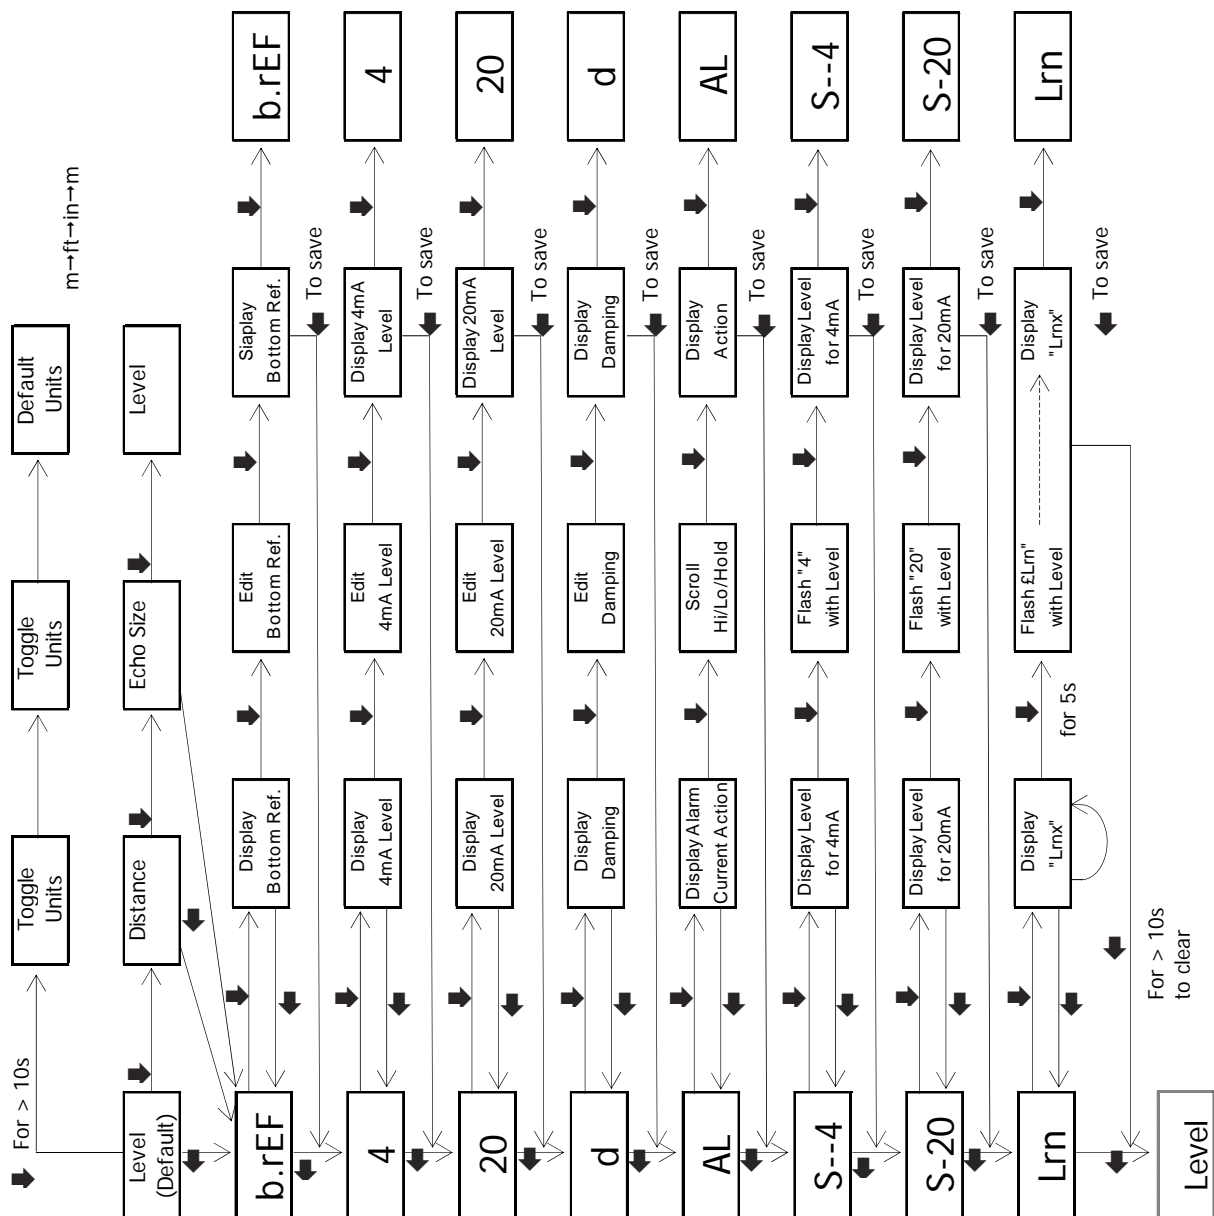 For > 10s
Toggle
Units
Toggle
Units
Default
Units
m→ft→in→m
Level
(Default)
Distance
Echo Size
Level
b.rEF
Display
Bottom Ref.
Edit
Bottom Ref.
Siaplay
Bottom Ref.
b.rEF
To save
4
Display
4mA Level
Edit
4mA Level
Display 4mA
Level
4
To save
20
Display
20mA Level
Edit
20mA Level
Display 20mA
Level
20
To save
d
Display
Damping
Edit
Damping
Display
Damping
d
To save
AL
Display Alarm
Current Action
Scroll
Hi/Lo/Hold
Display
Action
AL
To save
S--4
Display Level
for 4mA
Flash "4"
with Level
Display Level
for 4mA
S--4
To save
S-20
Display Level
for 20mA
Flash "20"
with Level
Display Level
for 20mA
S-20
To save
Lrn
Display
"Lrnx"
for 5s
Flash £Lrn"
with Level
Display
"Lrnx"
Lrn
To save
For > 10s
to clear
Level